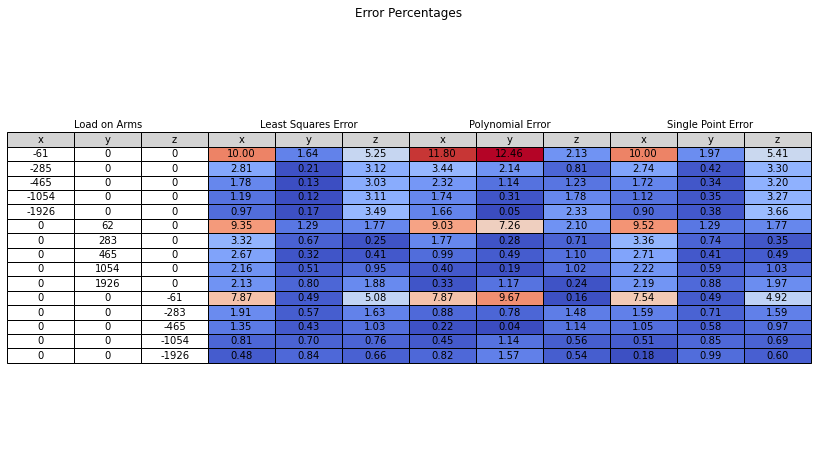 Error Percentages
Load on Arms Least Squares Error Polynomial Error Single Point Error
x y z x y z x y z x y z
-61 0 0 10.00 1.64 5.25 11.80 12.46 2.13 10.00 1.97 5.41
-285 0 0 2.81 0.21 3.12 3.44 2.14 0.81 2.74 0.42 3.30
-465 0 0 1.78 0.13 3.03 2.32 1.14 1.23 1.72 0.34 3.20
-1054 0 0 1.19 0.12 3.11 1.74 0.31 1.78 1.12 0.35 3.27
-1926 0 0 0.97 0.17 3.49 1.66 0.05 2.33 0.90 0.38 3.66
0 62 0 9.35 1.29 1.77 9.03 7.26 2.10 9.52 1.29 1.77
0 283 0 3.32 0.67 0.25 1.77 0.28 0.71 3.36 0.74 0.35
0 465 0 2.67 0.32 0.41 0.99 0.49 1.10 2.71 0.41 0.49
0 1054 0 2.16 0.51 0.95 0.40 0.19 1.02 2.22 0.59 1.03
0 1926 0 2.13 0.80 1.88 0.33 1.17 0.24 2.19 0.88 1.97
0 0 -61 7.87 0.49 5.08 7.87 9.67 0.16 7.54 0.49 4.92
0 0 -283 1.91 0.57 1.63 0.88 0.78 1.48 1.59 0.71 1.59
0 0 -465 1.35 0.43 1.03 0.22 0.04 1.14 1.05 0.58 0.97
0 0 -1054 0.81 0.70 0.76 0.45 1.14 0.56 0.51 0.85 0.69
0 0 -1926 0.48 0.84 0.66 0.82 1.57 0.54 0.18 0.99 0.60